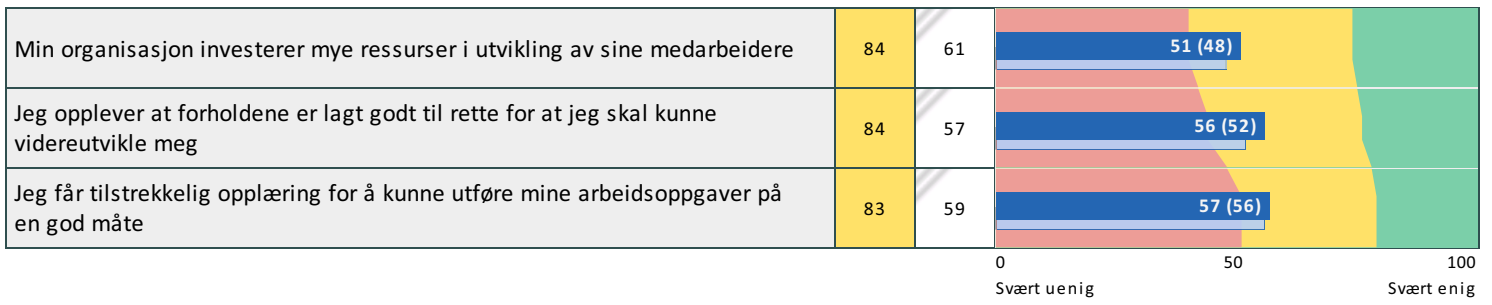 Min organisasjon investerer mye ressurser i utvikling av sine medarbeidere 84 61 51 (48)
Jeg opplever at forholdene er lagt godt til rette for at jeg skal kunne
videreutvikle meg 84 57 56 (52)
Jeg får tilstrekkelig opplæring for å kunne utføre mine arbeidsoppgaver på
en god måte 83 59 57 (56)
0 50 100
Svært uenig Svært enig